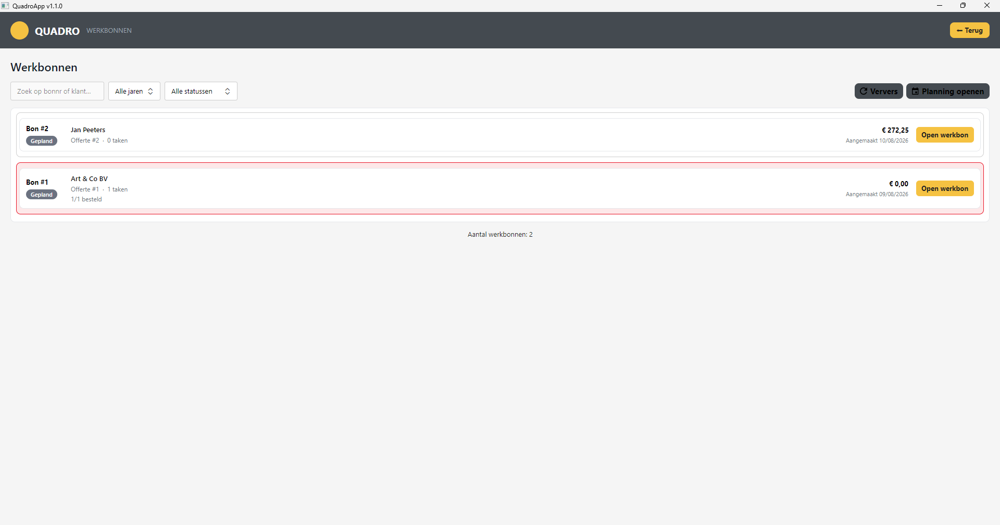 QuadroApp v1.1.0
QUADRO WERKBONNEN
Terug
Werkbonnen
Zoek op bonnr of klant...
Alle jaren
Alle statussen
Ververs
Planning openen
Bon #2
Gepland
Jan Peeters
Offerte #2 · 0 taken
€ 272,25
Aangemaakt 10/08/2026
Open werkbon
Bon #1
Gepland
Art & Co BV
Offerte #1 · 1 taken
1/1 besteld
€ 0,00
Aangemaakt 09/08/2026
Open werkbon
Aantal werkbonnen: 2